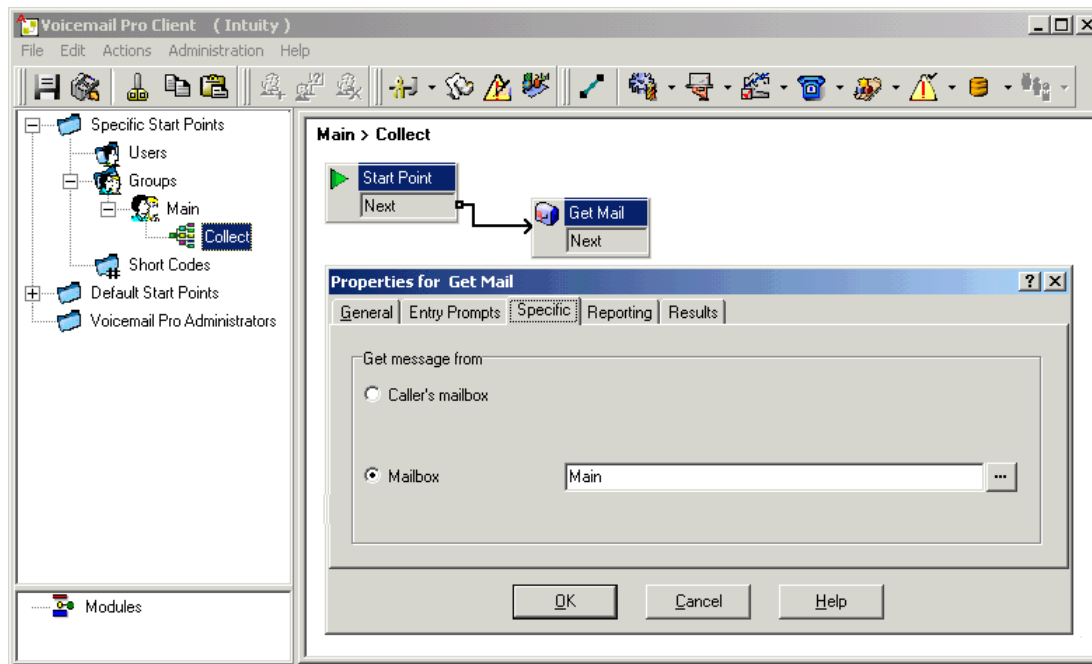 Voicemail Pro Client ( Intuity )
File Edit Actions Administration Help
Specific Start Points
Users
Groups
Main
Collect
Short Codes
Default Start Points
Voicemail Pro Administrators
Modules
Main > Collect
Start Point
Next
Get Mail
Next
Properties for Get Mail
General Entry Prompts Specific Reporting Results
Get message from
Caller's mailbox
Mailbox Main ...
OK Cancel Help